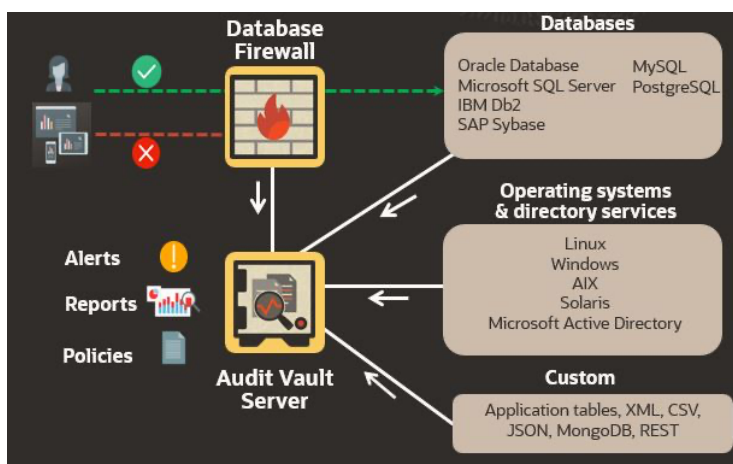 Database
Firewall
Databases
Oracle Database
Microsoft SQL Server
IBM Db2
SAP Sybase
MySQL
PostgreSQL
Operating systems
& directory services
Linux
Windows
AIX
Solaris
Microsoft Active Directory
Alerts
Reports
Policies
Audit Vault
Server
Custom
Application tables, XML, CSV,
JSON, MongoDB, REST